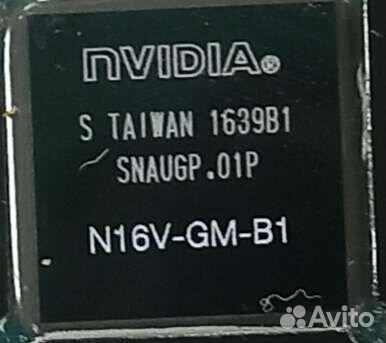 nVIDIA®
S TAIWAN 1639B1
SNAUGP.01P
N16V-GM-B1
Avito